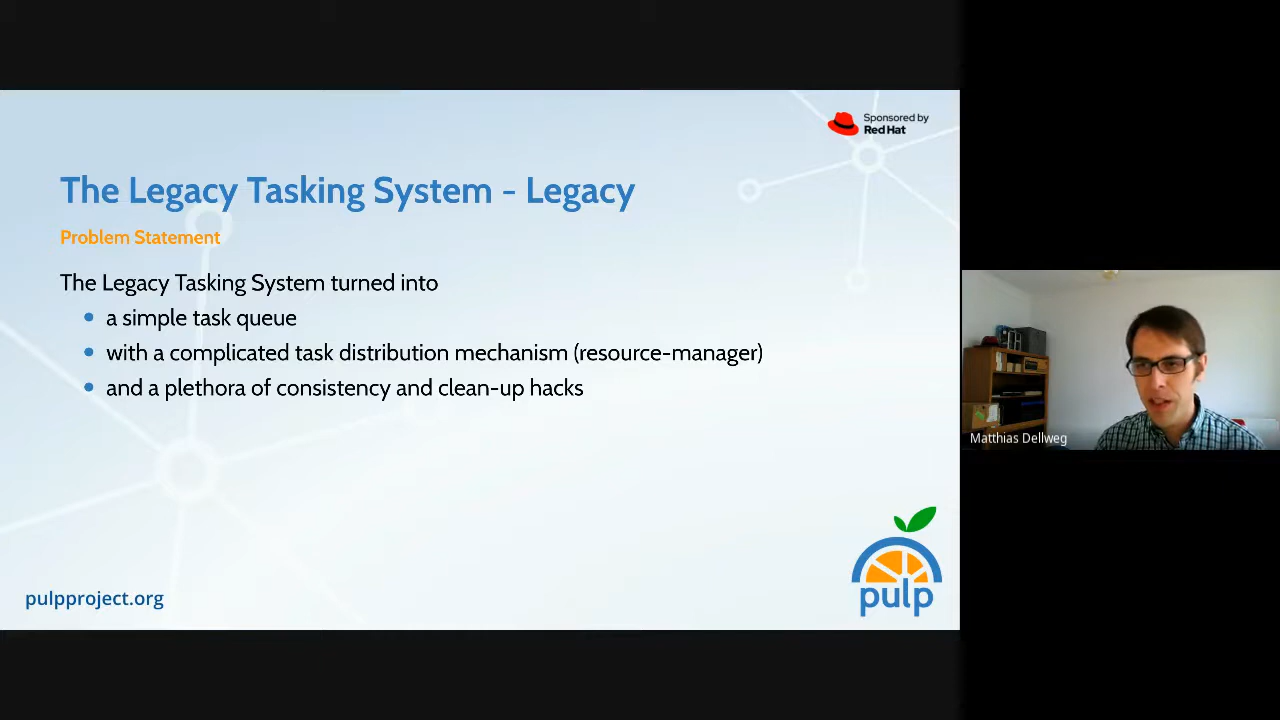 Sponsored by
Red Hat
The Legacy Tasking System - Legacy
Problem Statement
The Legacy Tasking System turned into
a simple task queue
with a complicated task distribution mechanism (resource-manager)
and a plethora of consistency and clean-up hacks
Matthias Dellweg
pulpproject.org
pulp